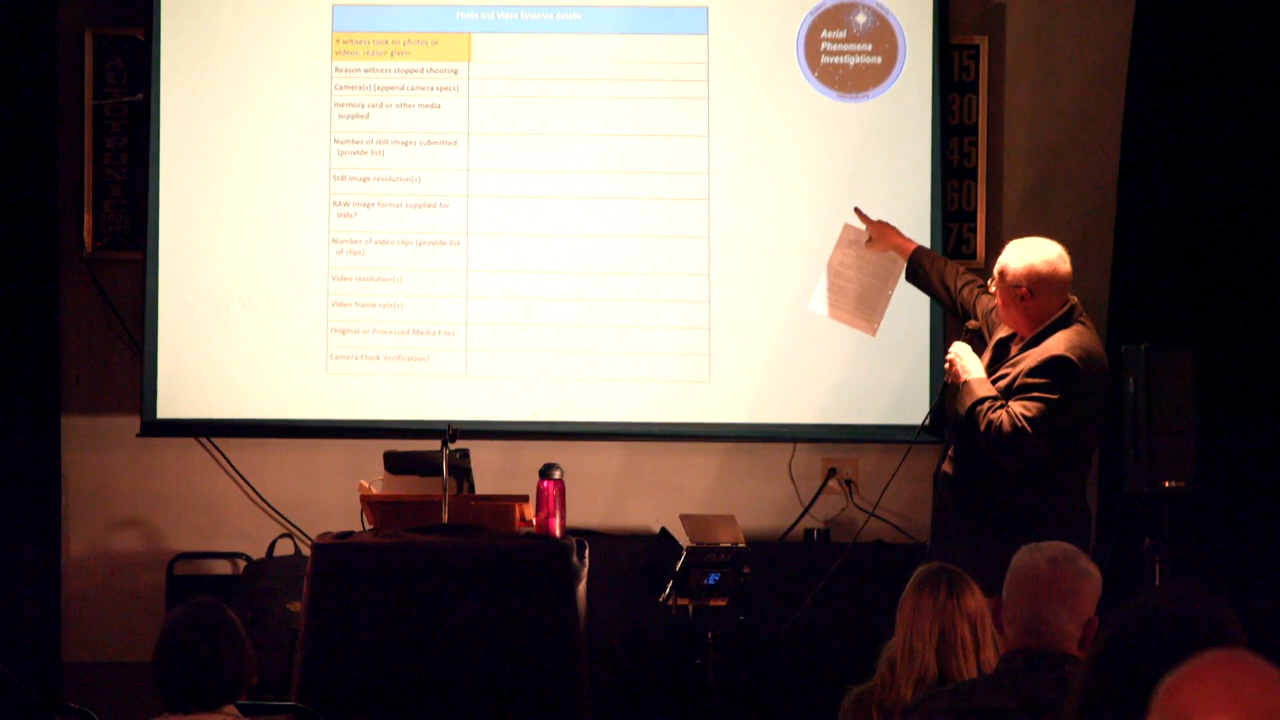 Photo and Video Evidence details
If witness took no photos or
videos, reason given:
Reason witness stopped shooting:
Camera(s) (append camera specs)
memory card or other media
supplied.
Number of still images submitted
(provide list)
Still image resolution(s)
RAW image format supplied for
stills?
Number of video clips (provide list
of clips)
Video resolution(s)
Video frame rate(s)
Original or Processed Media Files
Camera Clock Verification?
Aerial
Phenomena
Investigations
AUTOTRONIC
15
30
45
60
75